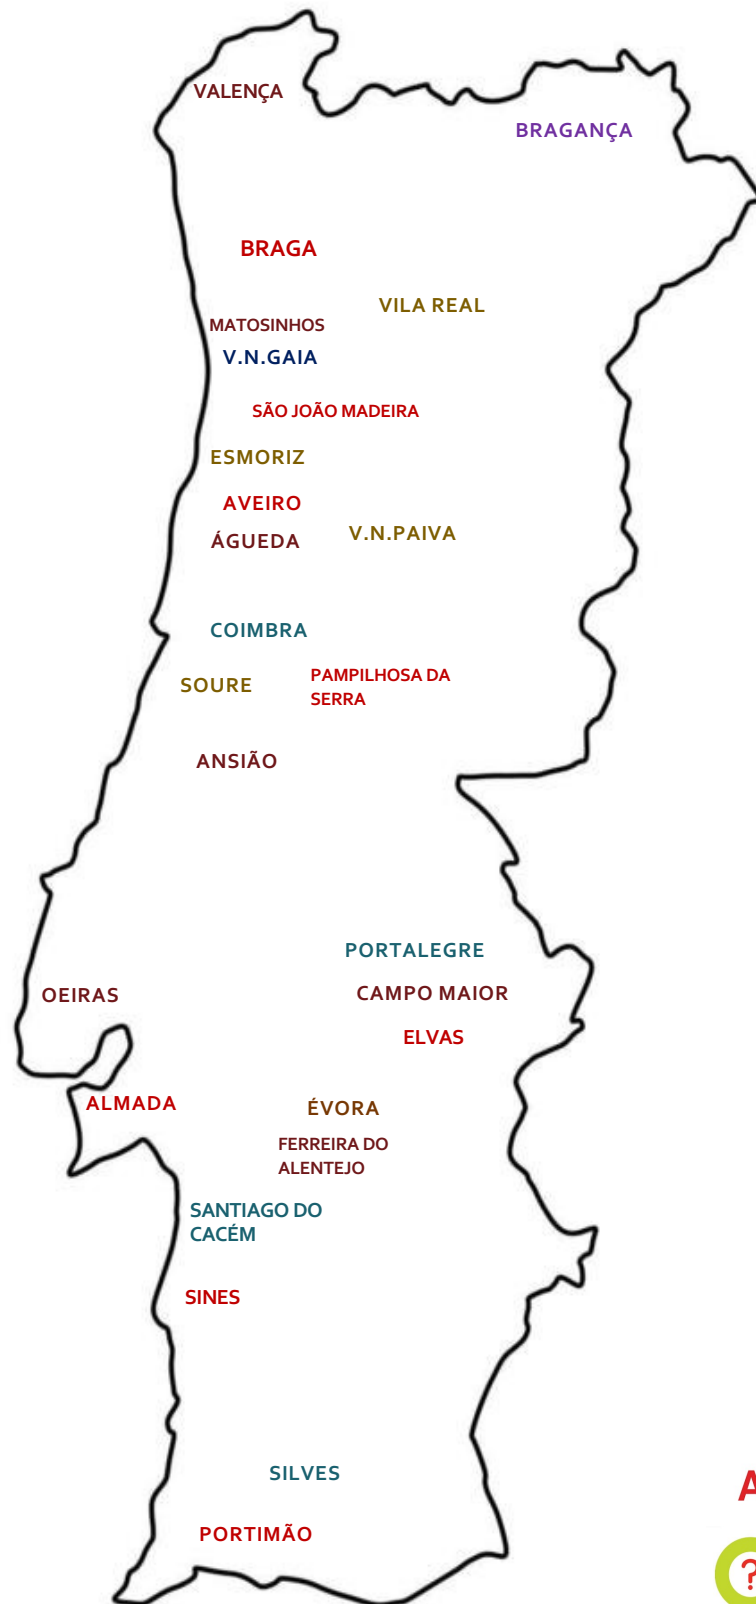 VALENÇA
BRAGANÇA
BRAGA
VILA REAL
MATOSINHOS
V.N.GAIA
SÃO JOÃO MADEIRA
ESMORIZ
AVEIRO
V.N.PAIVA
ÁGUEDA
COIMBRA
PAMPILHOSA DA
SERRA
SOURE
ANSIÃO
PORTALEGRE
OEIRAS
CAMPO MAIOR
ELVAS
ALMADA
ÉVORA
FERREIRA DO
ALENTEJO
SANTIAGO DO
CACÉM
SINES
SILVES
A
PORTIMÃO
?